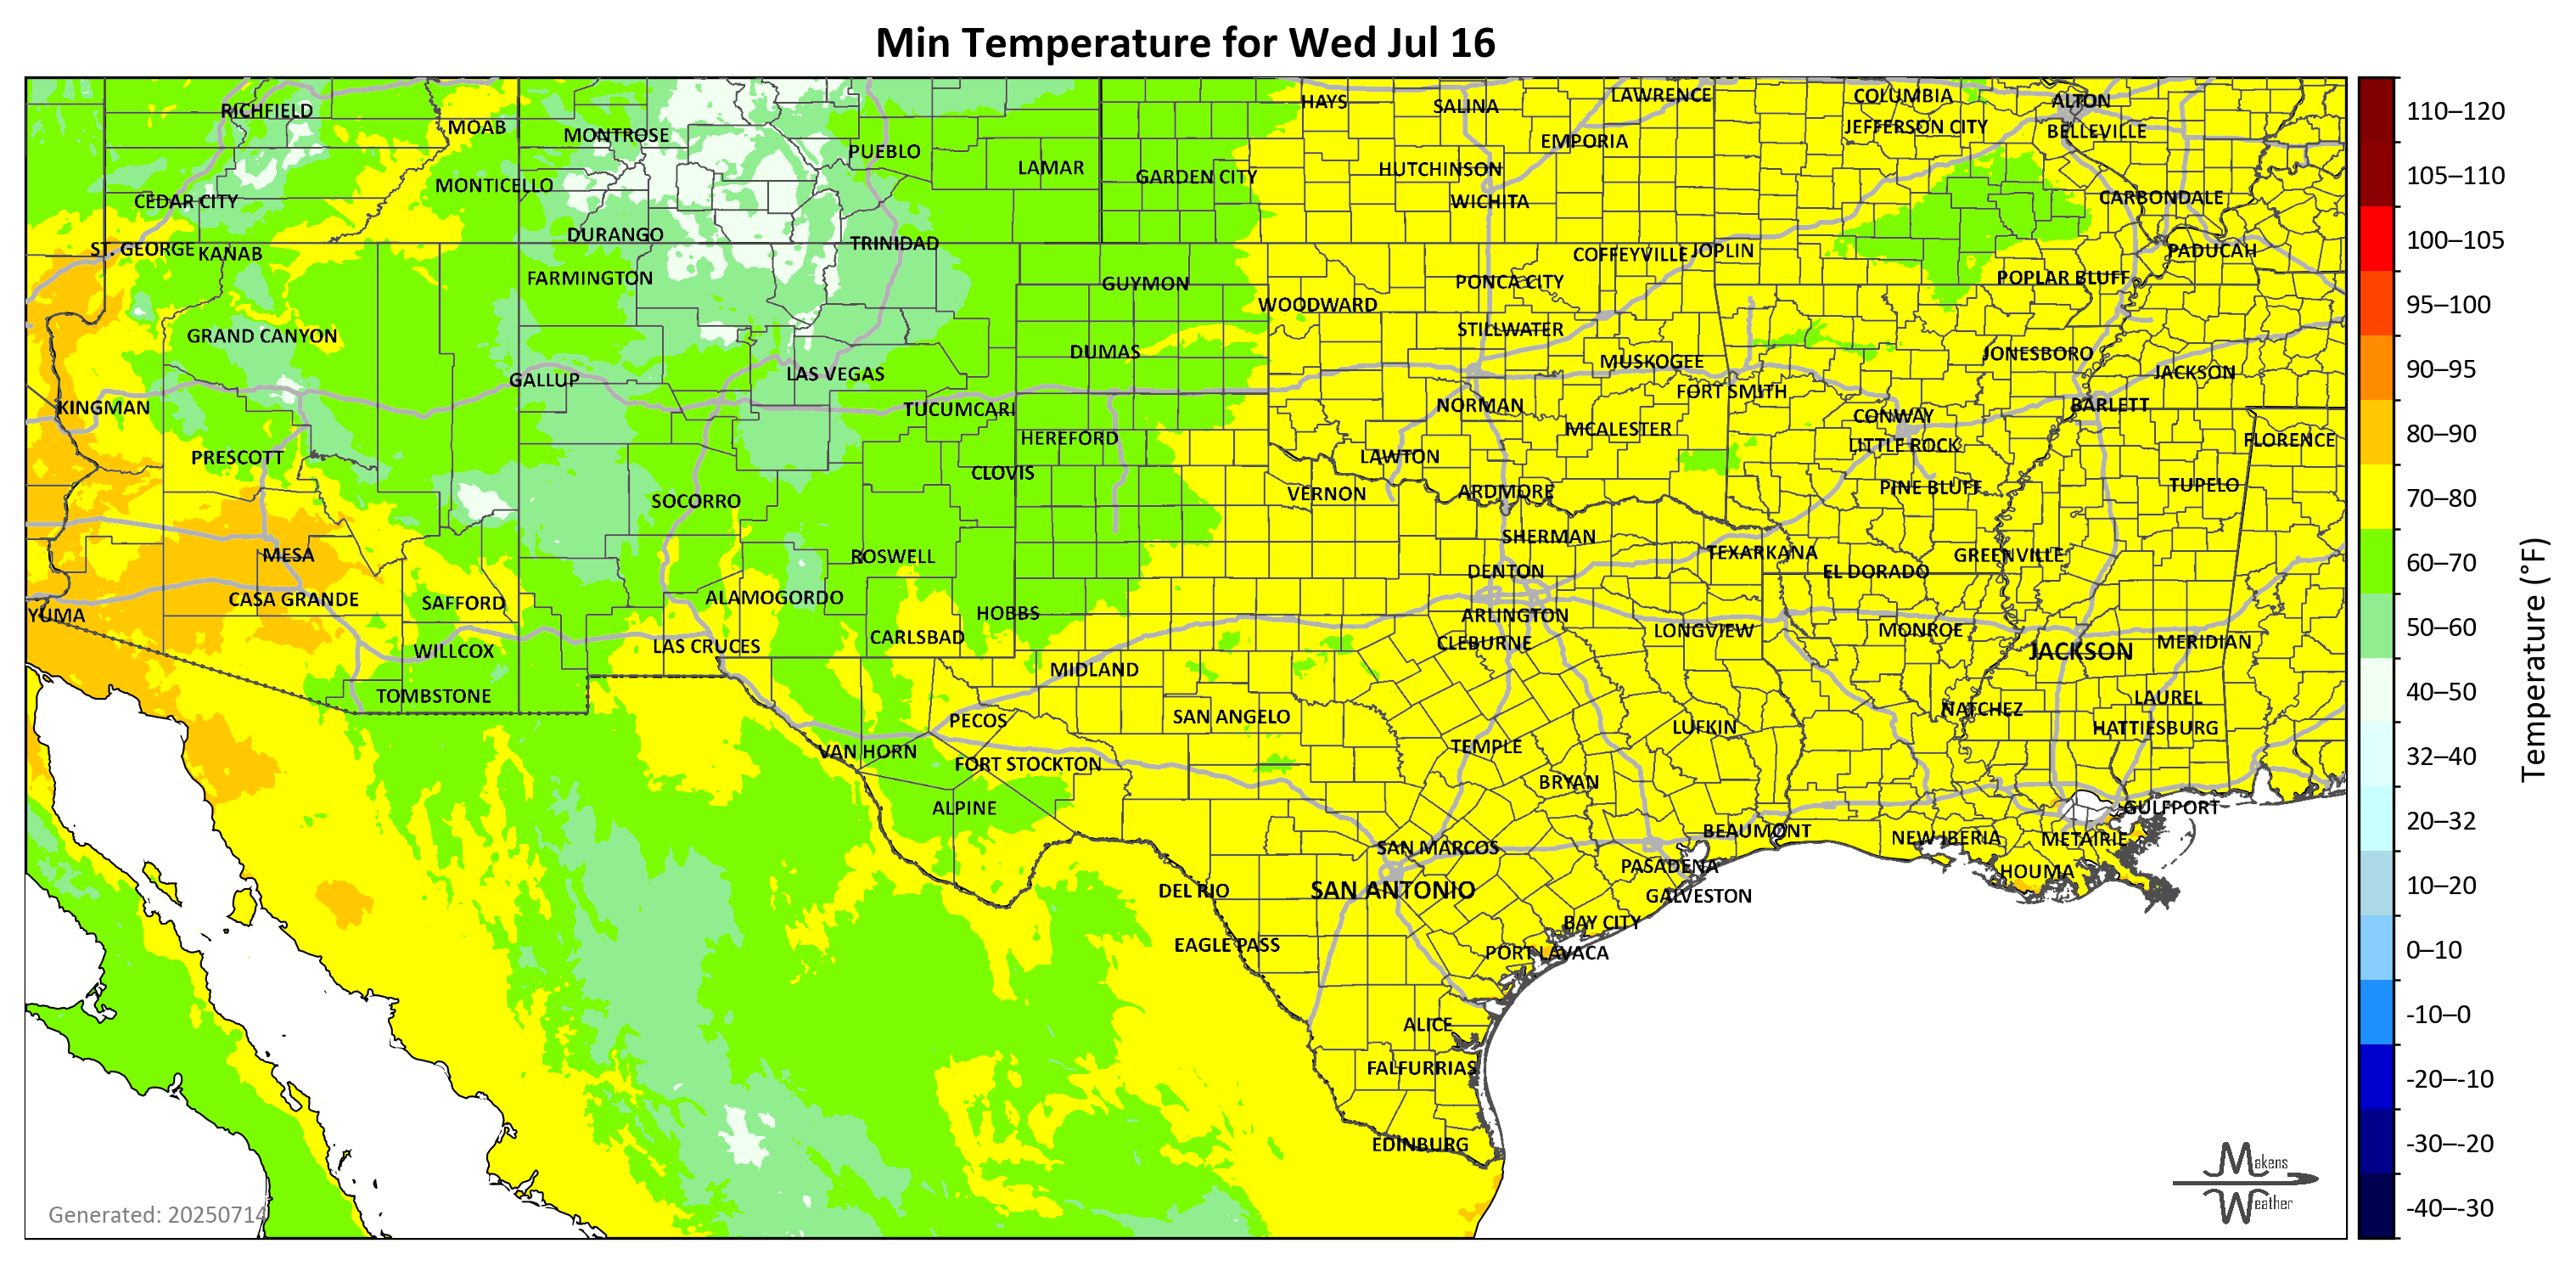 Min Temperature for Wed Jul 16
HAYS
SALINA
LAWRENCE
COLUMBIA
ALTON
RICHFIELD
MOAB
MONTROSE
JEFFERSON CITY
BELLEVILLE
EMPORIA
PUEBLO
LAMAR
GARDEN CITY
HUTCHINSON
MONTICELLO
CEDAR CITY
WICHITA
CARBONDALE
DURANGO
TRINIDAD
ST. GEORGE
KANAB
COFFEYVILLE
JOPLIN
PADUCAH
FARMINGTON
GUYMON
PONCA CITY
POPLAR BLUFF
WOODWARD
GRAND CANYON
STILLWATER
DUMAS
MUSKOGEE
JONESBORO
GALLUP
LAS VEGAS
JACKSON
FORT SMITH
KINGMAN
TUCUMCARI
NORMAN
CONWAY
BARLETT
HEREFORD
MCALESTER
LITTLE ROCK
FLORENCE
PRESCOTT
CLOVIS
LAWTON
SOCORRO
VERNON
ARDMORE
PINE BLUFF
TUPELO
MESA
ROSWELL
SHERMAN
TEXARKANA
GREENVILLE
DENTON
EL DORADO
CASA GRANDE
SAFFORD
ALAMOGORDO
YUMA
HOBBS
ARLINGTON
CARLSBAD
LAS CRUCES
CLEBURNE
LONGVIEW
MONROE
MERIDIAN
WILLCOX
JACKSON
MIDLAND
TOMBSTONE
LAUREL
PECOS
SAN ANGELO
LUFKIN
NATCHEZ
HATTIESBURG
VAN HORN
TEMPLE
FORT STOCKTON
BRYAN
ALPINE
GULFPORT
BEAUMONT
NEW IBERIA
METAIRIE
SAN MARCOS
PASADENA
HOUMA
DEL RIO
SAN ANTONIO
GALVESTON
BAY CITY
EAGLE PASS
PORT LAVACA
ALICE
FALFURRIAS
EDINBURG
Generated: 20250714
Makens
Weather
110–120
105–110
100–105
95–100
90–95
80–90
70–80
60–70
50–60
40–50
32–40
20–32
10–20
0–10
-10–0
-20–-10
-30–-20
-40–-30
Temperature (°F)